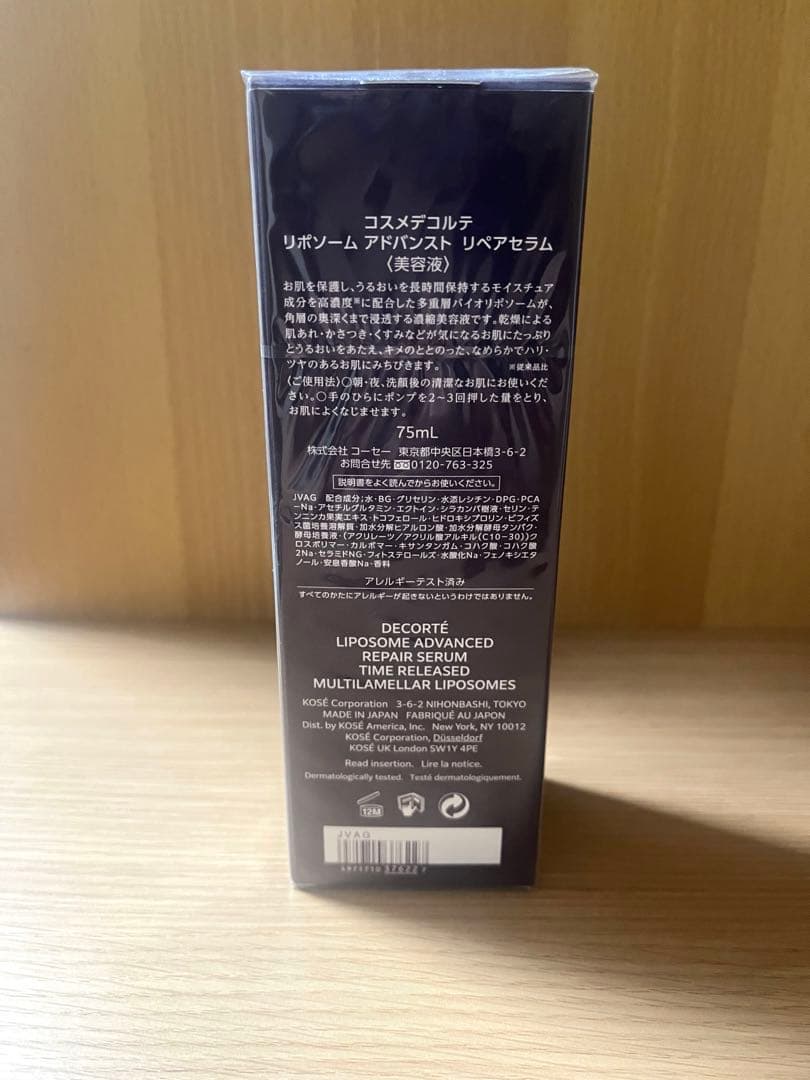 コスメデコルテ
リポソーム アドバンスト リペアセラム
〈美容液〉
お肌を保護し、うるおいを長時間保持するモイスチュア
成分を高濃度※に配合した多重層バイオリポソームが、
角層の奥深くまで浸透する濃縮美容液です。乾燥による
肌あれ・かさつき・くすみなどが気になるお肌にたっぷり
とうるおいをあたえ、キメのととのった、なめらかでハリ・
ツヤのあるお肌にみちびきます。 ※従来品比
〈ご使用法〉○朝・夜、洗顔後の清潔なお肌にお使いくださ
い。○手のひらにポンプを2～3回押した量をとり、
お肌によくなじませます。
75mL
株式会社 コーセー 東京都中央区日本橋3-6-2
お問合せ先 0120-763-325
説明書をよく読んでからお使いください。
JVAG 配合成分;水・BG・グリセリン・水添レシチン・DPG・PCA
-Na・アセチルグルタミン・エクトイン・シラカンバ樹液・セリン・テ
ンニンカ果実エキス・トコフェロール・ヒドロキシプロリン・ビフィズ
ス菌培養溶解質・加水分解ヒアルロン酸・加水分解酵母タンパク・
酵母培養液・(アクリレーツ/アクリル酸アルキル(C10-30))ク
ロスポリマー・カルボマー・キサンタンガム・コハク酸・コハク酸
2Na・セラミドNG・フィトステロールズ・水酸化Na・フェノキシエタ
ノール・安息香酸Na・香料
アレルギーテスト済み
すべてのかたにアレルギーが起きないというわけではありません。
DECORTÉ
LIPOSOME ADVANCED
REPAIR SERUM
TIME RELEASED
MULTILAMELLAR LIPOSOMES
KOSÉ Corporation 3-6-2 NIHONBASHI, TOKYO
MADE IN JAPAN FABRIQUÉ AU JAPON
Dist. by KOSÉ America, Inc. New York, NY 10012
KOSÉ Corporation, Düsseldorf
KOSÉ UK London SW1Y 4PE
Read insertion. Lire la notice.
Dermatologically tested. Testé dermatologiquement.
12M
JVAG
4971710 376227